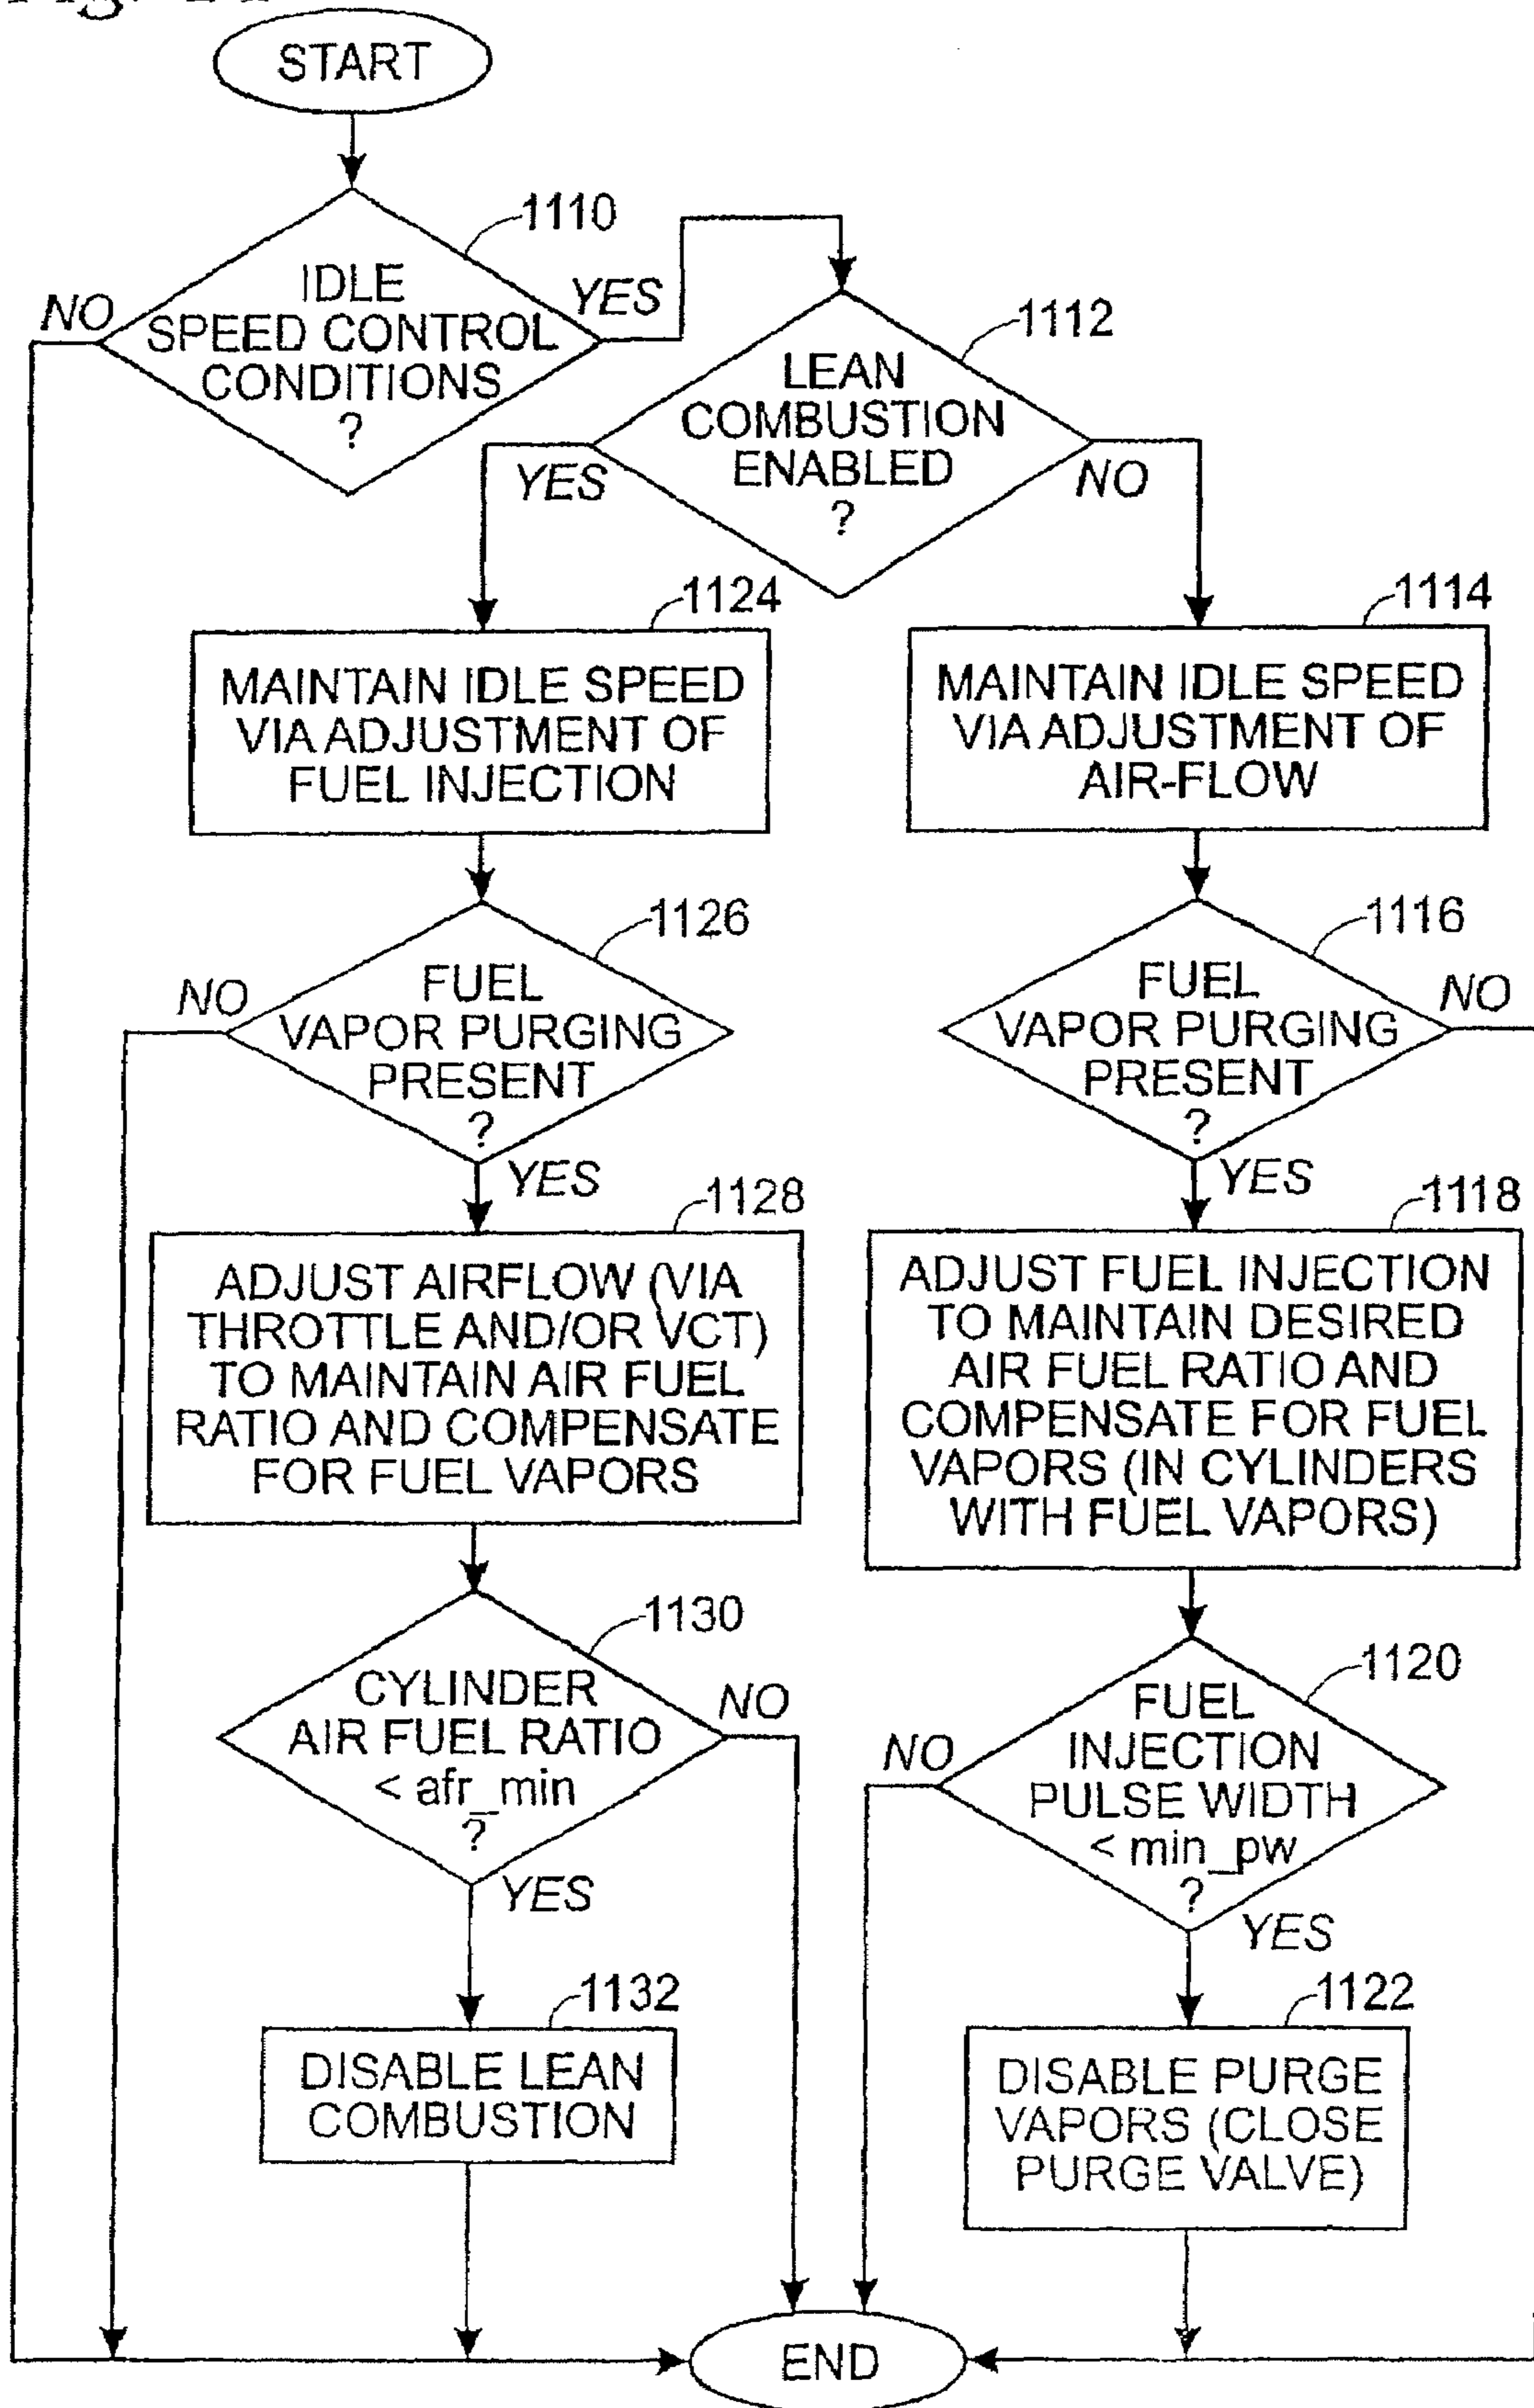 START
1110
IDLE
SPEED CONTROL
CONDITIONS
?
NO
YES
1112
LEAN
COMBUSTION
ENABLED
?
YES
NO
1124
MAINTAIN IDLE SPEED
VIA ADJUSTMENT OF
FUEL INJECTION
1114
MAINTAIN IDLE SPEED
VIA ADJUSTMENT OF
AIR-FLOW
1126
FUEL
VAPOR PURGING
PRESENT
?
NO
YES
1116
FUEL
VAPOR PURGING
PRESENT
?
NO
YES
1128
ADJUST AIRFLOW (VIA
THROTTLE AND/OR VCT)
TO MAINTAIN AIR FUEL
RATIO AND COMPENSATE
FOR FUEL VAPORS
1118
ADJUST FUEL INJECTION
TO MAINTAIN DESIRED
AIR FUEL RATIO AND
COMPENSATE FOR FUEL
VAPORS (IN CYLINDERS
WITH FUEL VAPORS)
1130
CYLINDER
AIR FUEL RATIO
< afr_min
?
NO
YES
1120
FUEL
INJECTION
PULSE WIDTH
< min_pw
?
NO
YES
1132
DISABLE LEAN
COMBUSTION
1122
DISABLE PURGE
VAPORS (CLOSE
PURGE VALVE)
END